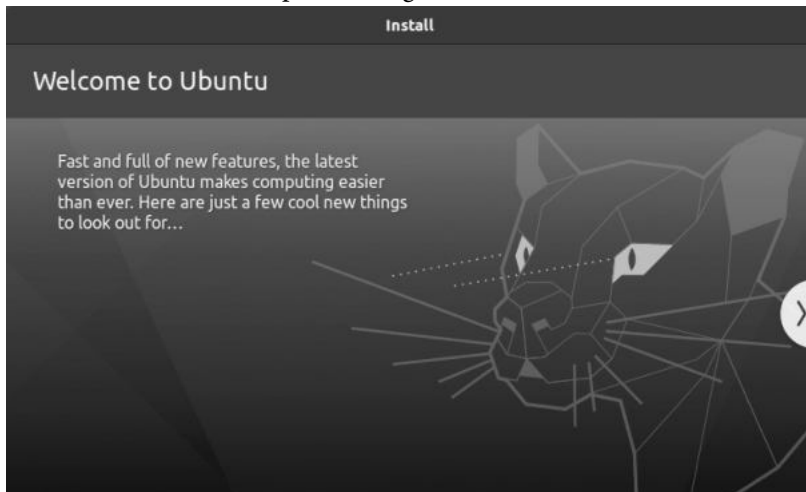 Install
Welcome to Ubuntu
Fast and full of new features, the latest
version of Ubuntu makes computing easier
than ever. Here are just a few cool new things
to look out for...